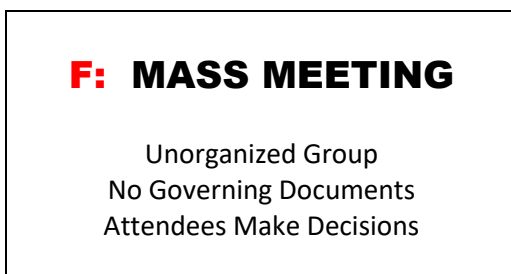 F: MASS MEETING
Unorganized Group
No Governing Documents
Attendees Make Decisions